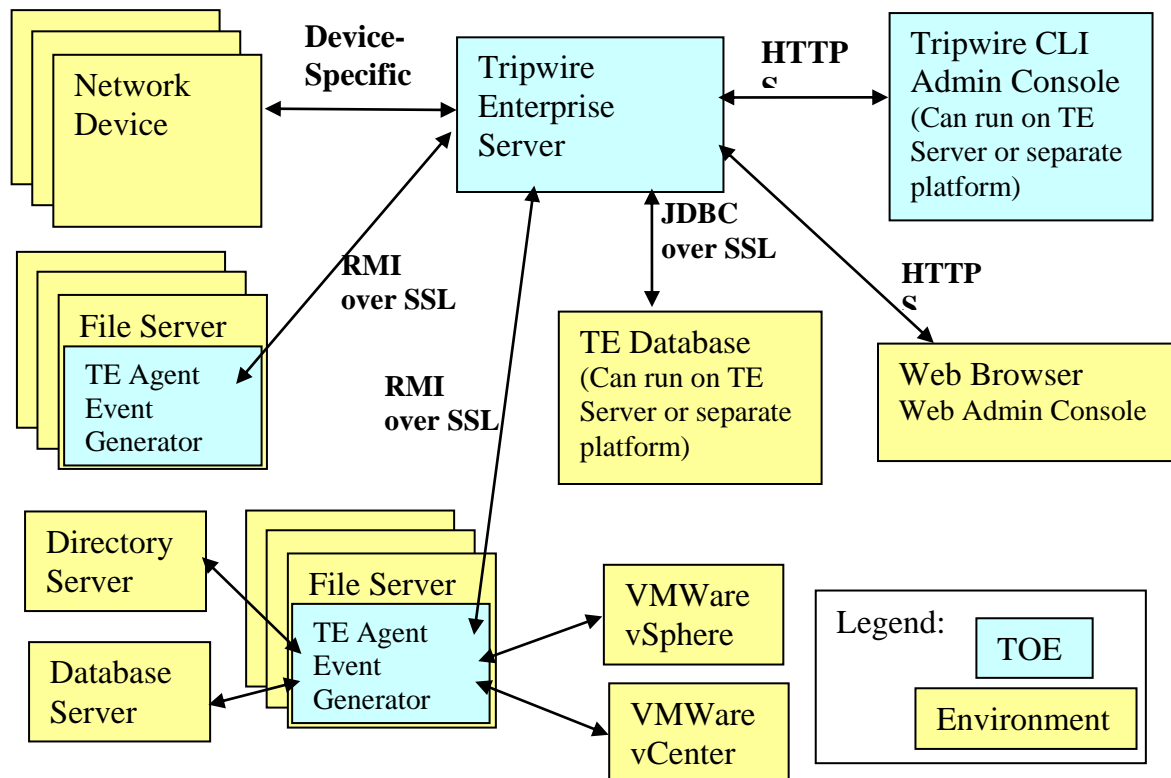 Network
Device
Device-
Specific
Tripwire
Enterprise
Server
HTTP
S
Tripwire CLI
Admin Console
(Can run on TE
Server or separate
platform)
RMI
over SSL
JDBC
over SSL
HTTP
S
File Server
TE Agent
Event
Generator
RMI
over SSL
TE Database
(Can run on TE
Server or separate
platform)
Web Browser
Web Admin Console
Directory
Server
Database
Server
File Server
TE Agent
Event
Generator
VMWare
vSphere
VMWare
vCenter
Legend:
TOE
Environment